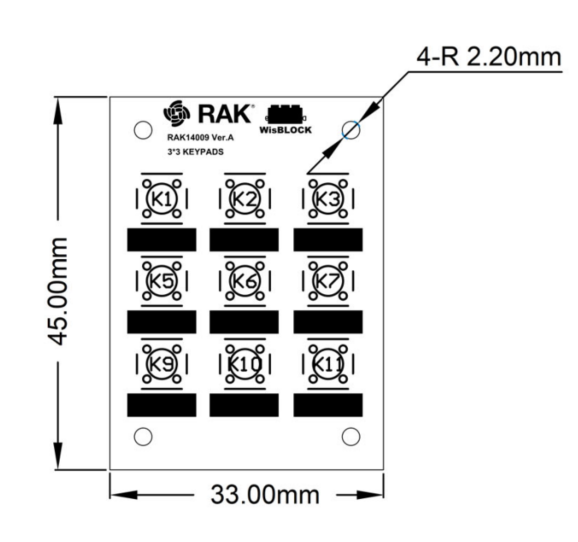 4-R 2.20mm
RAK®
WisBLOCK
RAK14009 Ver.A
3*3 KEYPADS
K1 K2 K3
K5 K6 K7
K9 K10 K11
45.00mm
33.00mm